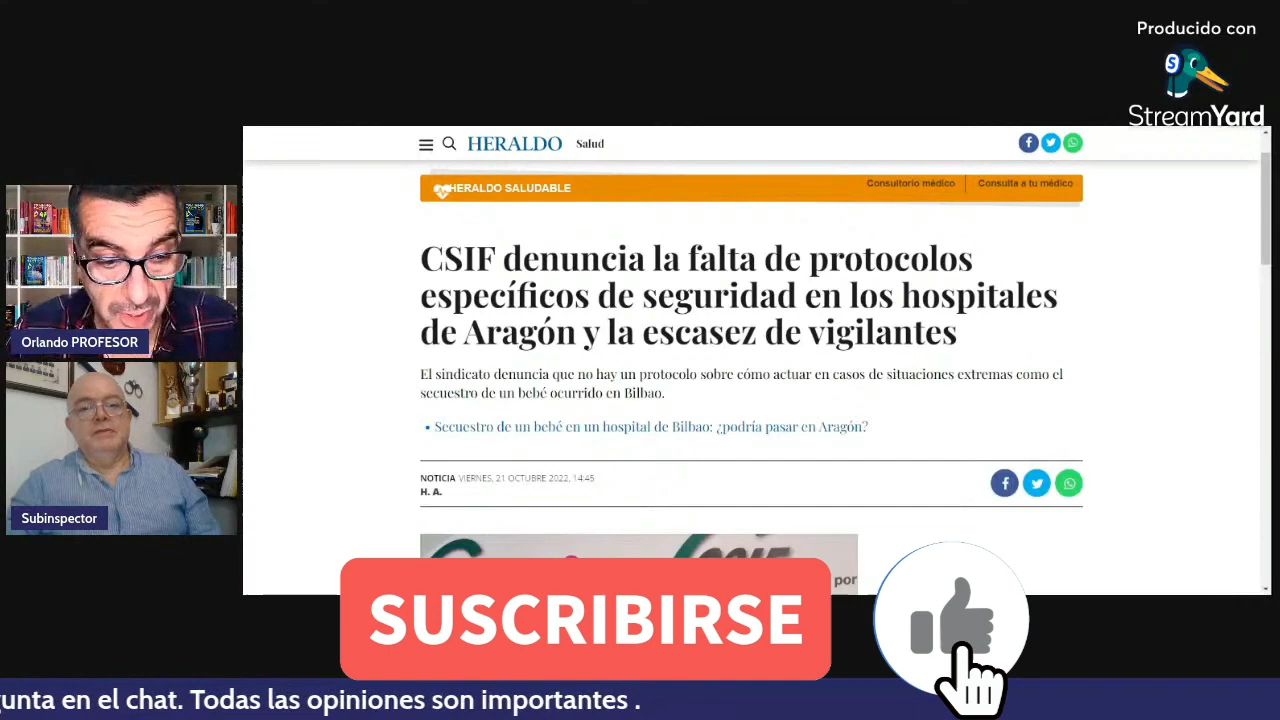 Producido con
S
StreamYard
HERALDO Salud
HERALDO SALUDABLE
Consultorio médico
Consulta a tu médico
CSIF denuncia la falta de protocolos
específicos de seguridad en los hospitales
de Aragón y la escasez de vigilantes
El sindicato denuncia que no hay un protocolo sobre cómo actuar en casos de situaciones extremas como el
secuestro de un bebé ocurrido en Bilbao.
• Secuestro de un bebé en un hospital de Bilbao: ¿podría pasar en Aragón?
NOTICIA VIERNES, 21 OCTUBRE 2022, 14:45
H. A.
por
Orlando PROFESOR
Subinspector
SUSCRIBIRSE
gunta en el chat. Todas las opiniones son importantes .